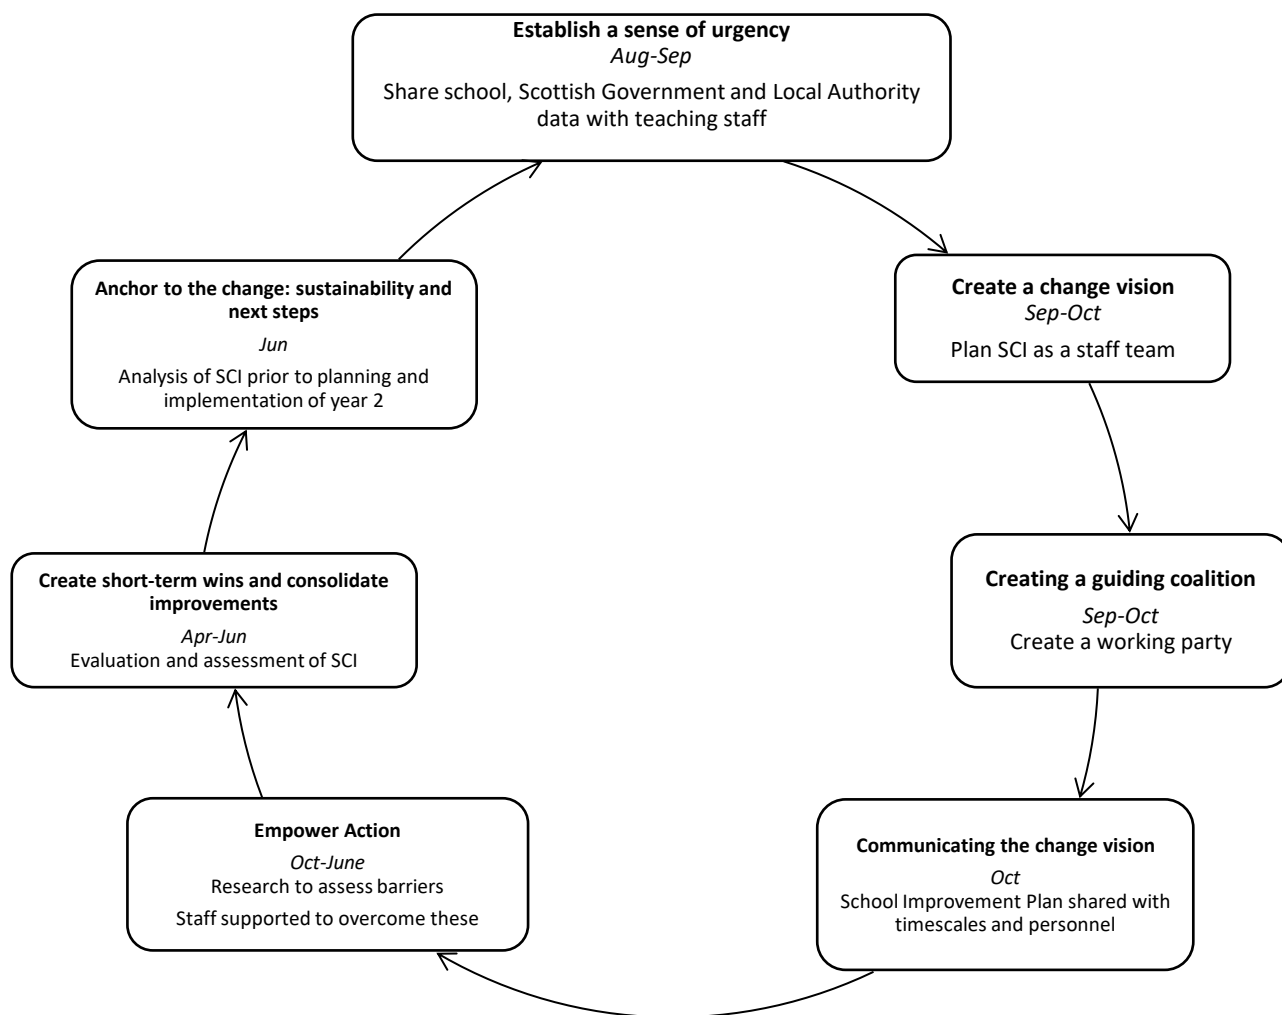 Establish a sense of urgency
Aug-Sep
Share school, Scottish Government and Local Authority
data with teaching staff
Create a change vision
Sep-Oct
Plan SCI as a staff team
Creating a guiding coalition
Sep-Oct
Create a working party
Communicating the change vision
Oct
School Improvement Plan shared with
timescales and personnel
Empower Action
Oct-June
Research to assess barriers
Staff supported to overcome these
Create short-term wins and consolidate
improvements
Apr-Jun
Evaluation and assessment of SCI
Anchor to the change: sustainability and
next steps
Jun
Analysis of SCI prior to planning and
implementation of year 2